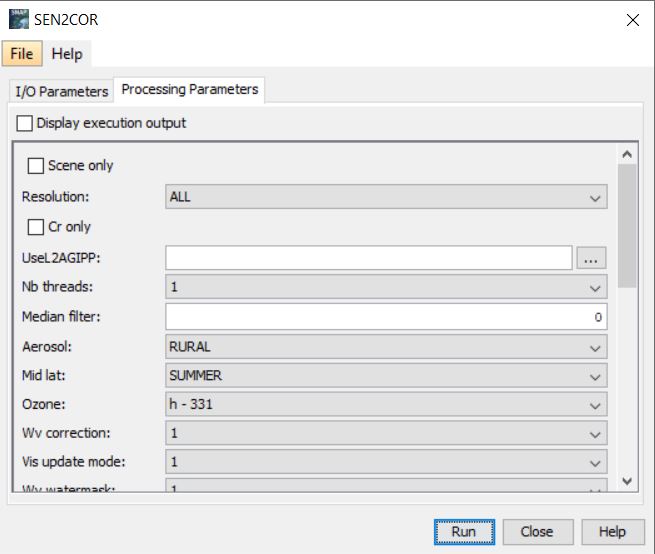 SNAP
SEN2COR
File Help
I/O Parameters Processing Parameters
Display execution output
Scene only
Resolution: ALL
Cr only
UseL2AGIPP: ...
Nb threads: 1
Median filter: 0
Aerosol: RURAL
Mid lat: SUMMER
Ozone: h - 331
Wv correction: 1
Vis update mode: 1
Wv watermask: 1
Run Close Help